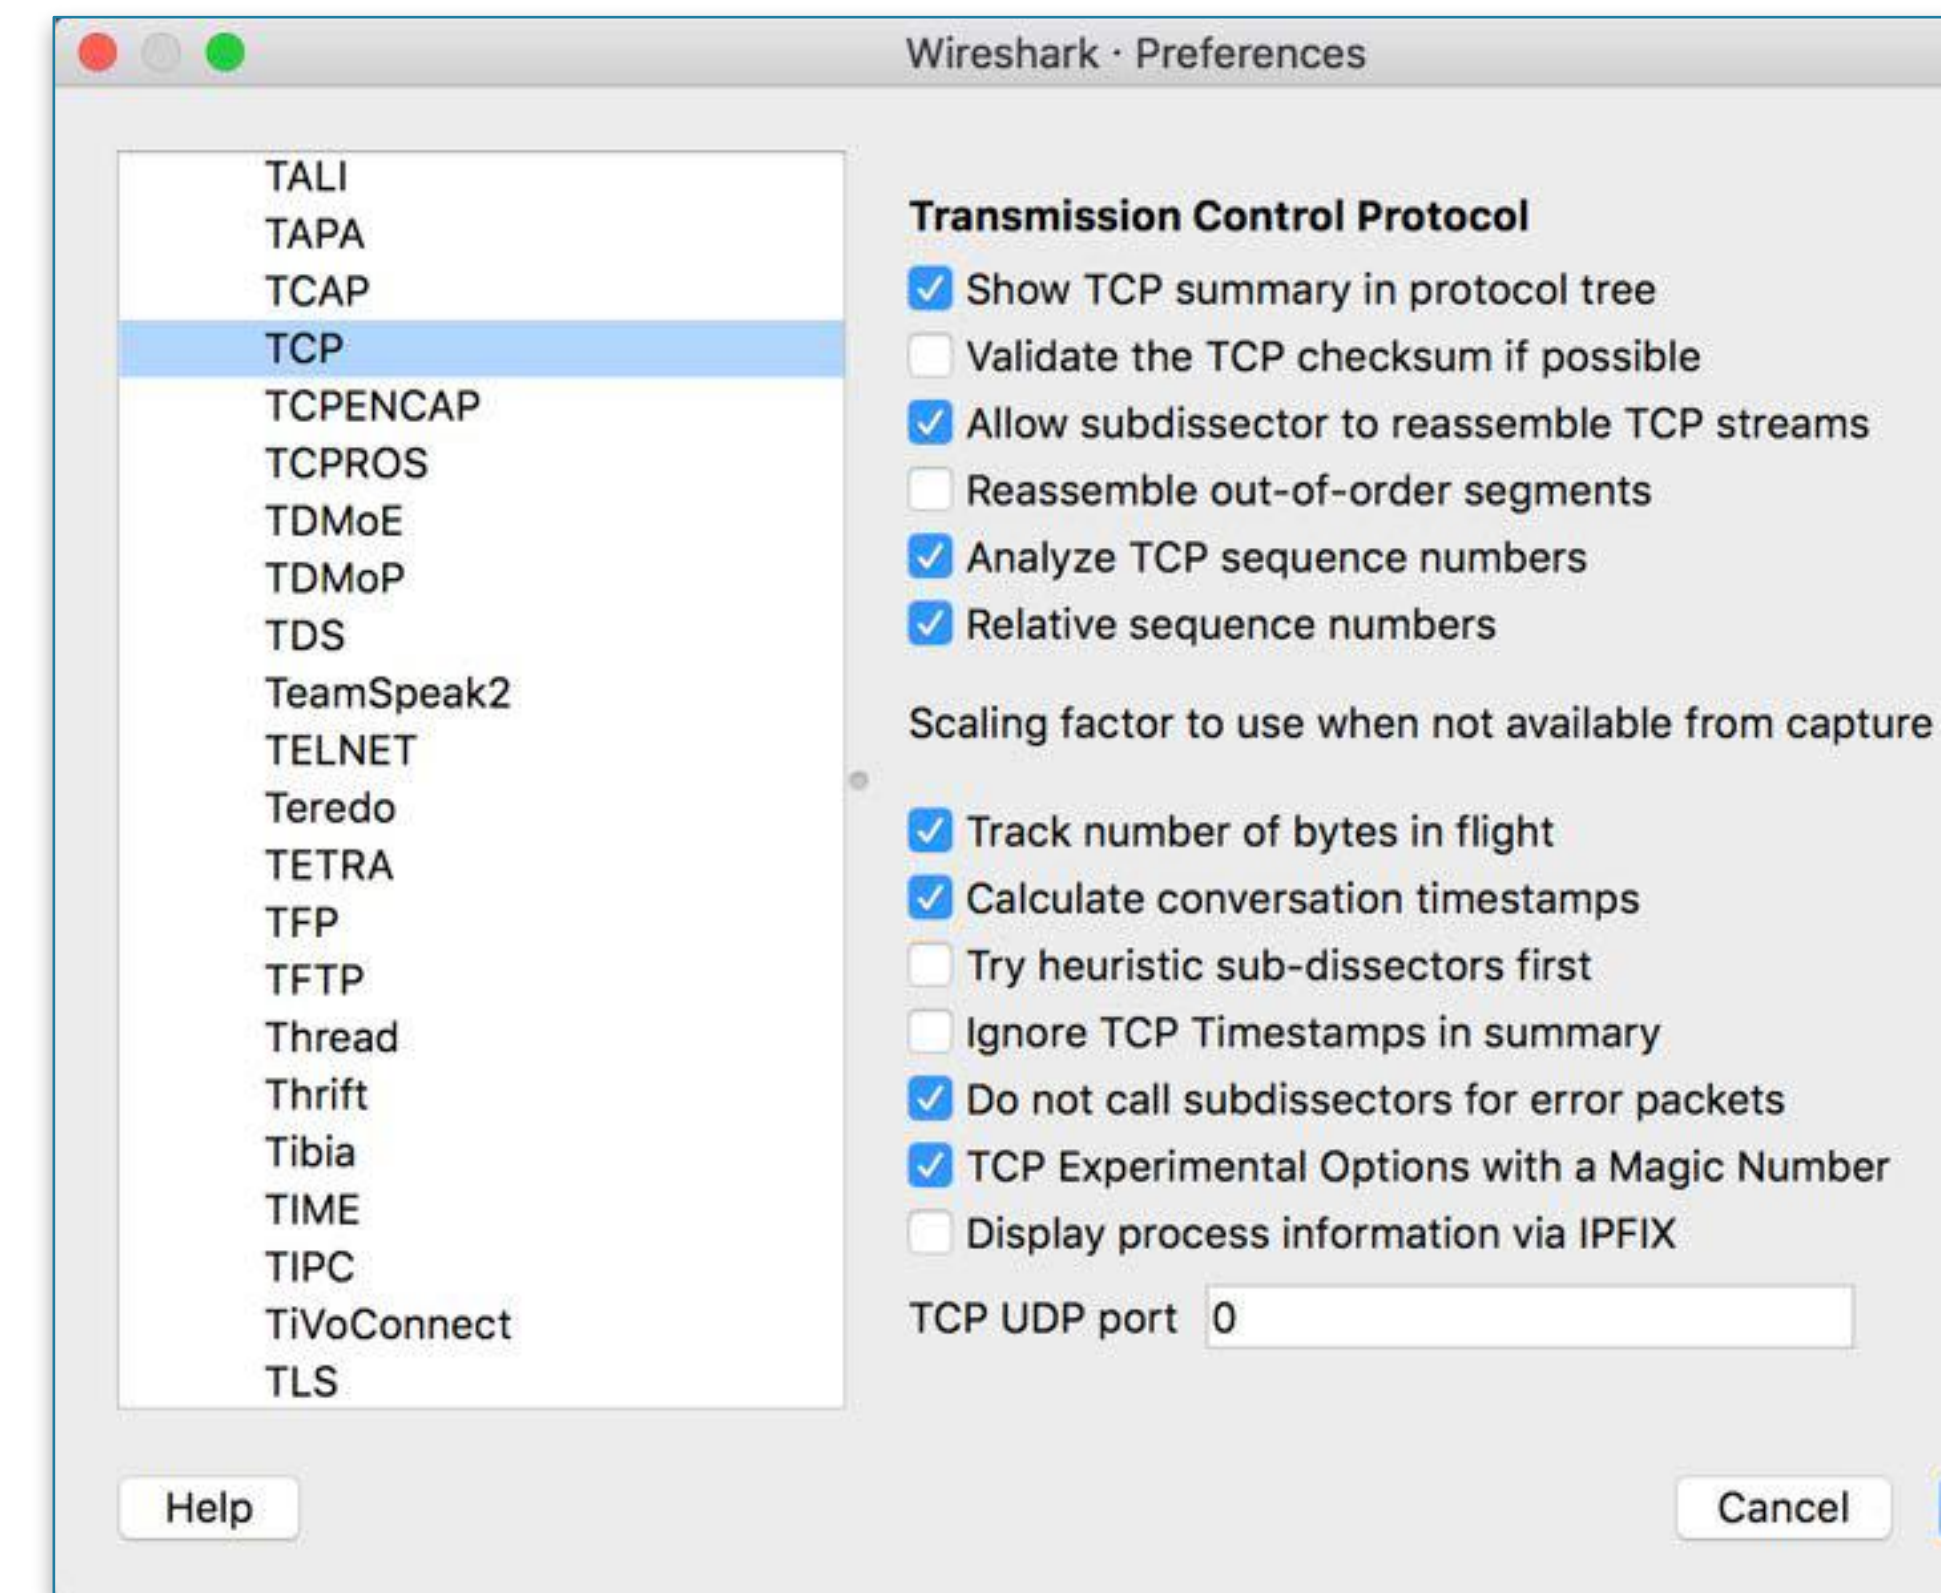 Wireshark · Preferences
TALI
TAPA
TCAP
TCP
TCPENCAP
TCPROS
TDMoE
TDMoP
TDS
TeamSpeak2
TELNET
Teredo
TETRA
TFP
TFTP
Thread
Thrift
Tibia
TIME
TIPC
TiVoConnect
TLS
Transmission Control Protocol
Show TCP summary in protocol tree
Validate the TCP checksum if possible
Allow subdissector to reassemble TCP streams
Reassemble out-of-order segments
Analyze TCP sequence numbers
Relative sequence numbers
Scaling factor to use when not available from capture
Track number of bytes in flight
Calculate conversation timestamps
Try heuristic sub-dissectors first
Ignore TCP Timestamps in summary
Do not call subdissectors for error packets
TCP Experimental Options with a Magic Number
Display process information via IPFIX
TCP UDP port 0
Help
Cancel